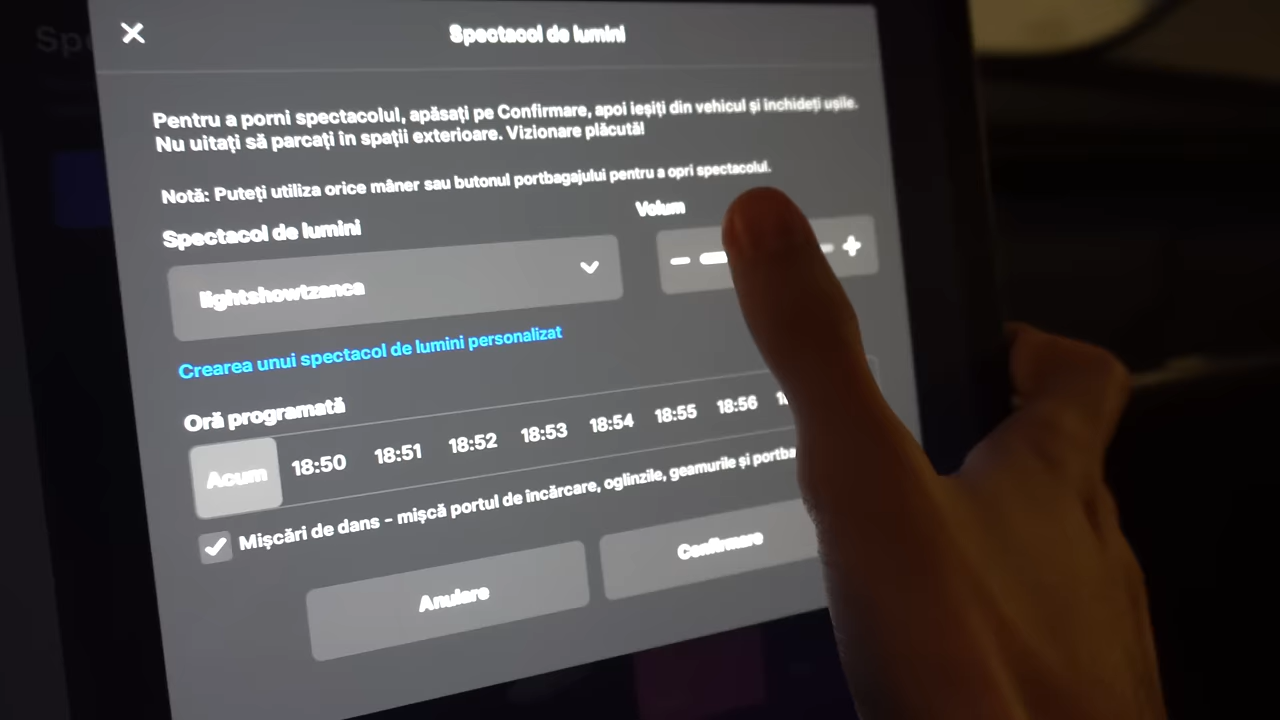 Spectacol de lumini
Pentru a porni spectacolul, apăsați pe Confirmare, apoi ieșiți din vehicul și închideți ușile.
Nu uitați să parcați în spații exterioare. Vizionare plăcută!
Notă: Puteți utiliza orice mâner sau butonul portbagajului pentru a opri spectacolul.
Spectacol de lumini
Volum
lightshowtzanca
Crearea unui spectacol de lumini personalizat
Oră programată
Acum 18:50 18:51 18:52 18:53 18:54 18:55 18:56
Mișcări de dans - mișcă portul de încărcare, oglinzile, geamurile și
Anulare
Confirmare